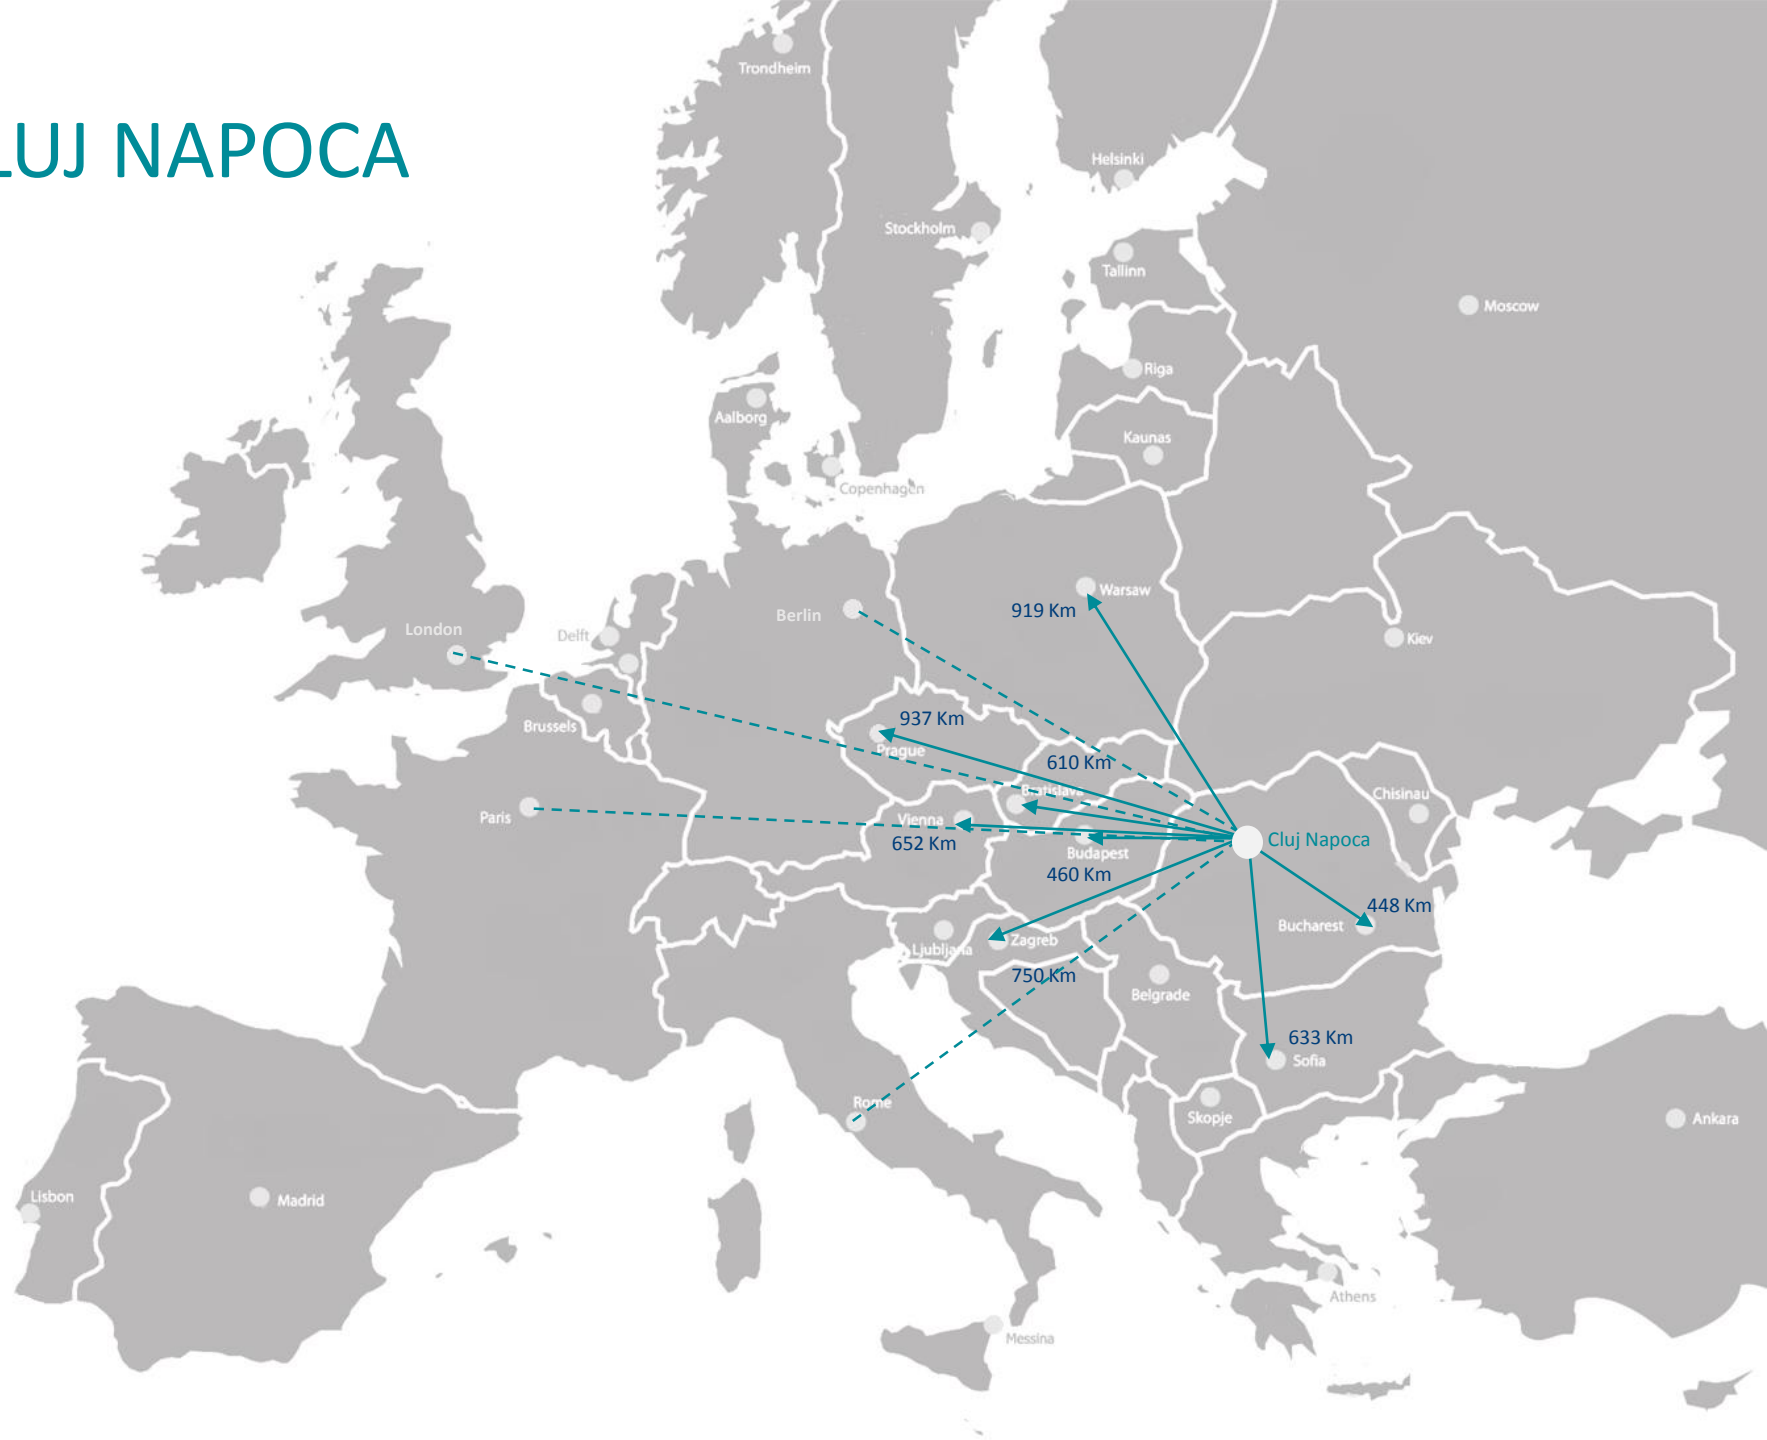 LUJ NAPOCA
Trondheim
Helsinki
Stockholm
Tallinn
Moscow
Riga
Aalborg
Kaunas
Copenhagen
Warsaw
919 Km
Berlin
London
Delft
Kiev
937 Km
Brussels
Prague
610 Km
Bratislava
Chisinau
Paris
Vienna
652 Km
Budapest
Cluj Napoca
460 Km
448 Km
Bucharest
Zagreb
Ljubljana
750 Km
Belgrade
633 Km
Sofia
Rome
Skopje
Ankara
Lisbon
Madrid
Athens
Messina